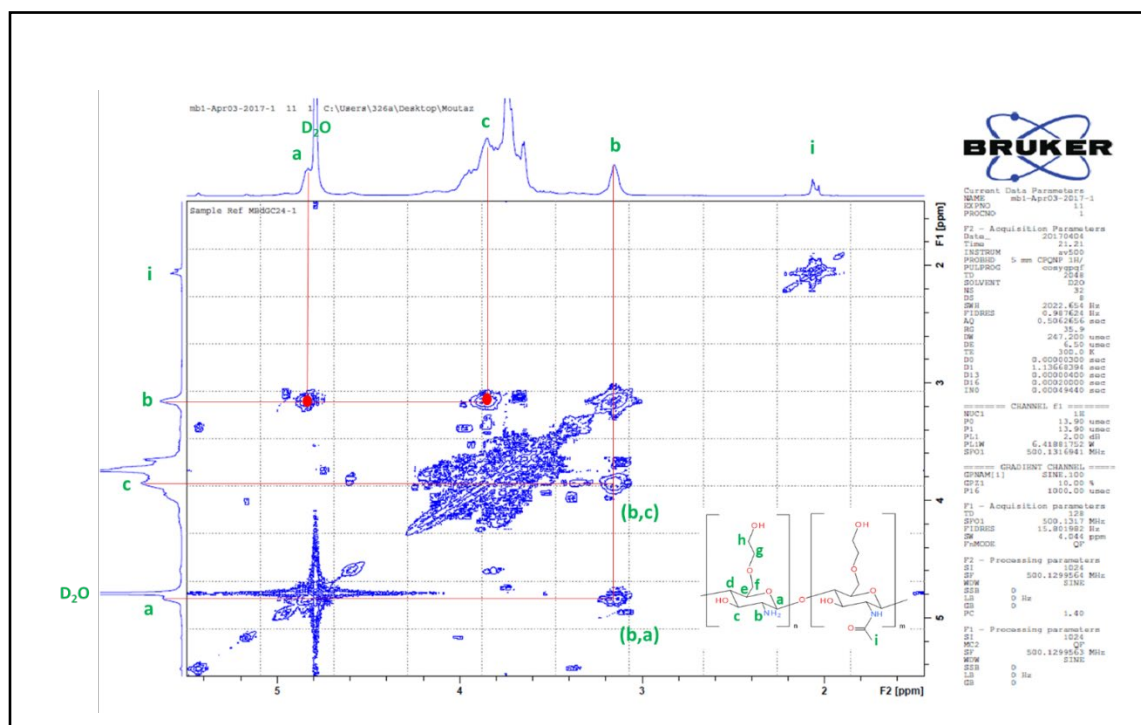 mb1-Apr03-2017-1 11 1 C:\Users\326a\Desktop\Moutaz
D2O
a
c
b
i
Sample Ref MBdGC24-1
F1 [ppm]
i
b
c
D2O
a
2
3
4
5
(b,c)
(b,a)
5
4
3
2
F2 [ppm]
OH
h
g
O
d
f
e
O
a
HO
c
b
NH2
n
O
OH
O
O
HO
NH
O
m
i
BRUKER
Current Data Parameters
NAME mb1-Apr03-2017-1
EXPNO 11
PROCNO 1
F2 - Acquisition Parameters
Date_ 20170404
Time 21.21
INSTRUM av500
PROBHD 5 mm CPQNP 1H/
PULPROG cosygpqf
TD 2048
SOLVENT D2O
NS 32
DS 8
SWH 2022.654 Hz
FIDRES 0.987624 Hz
AQ 0.5062656 sec
RG 35.9
DW 247.200 usec
DE 6.50 usec
TE 300.0 K
D0 0.00000300 sec
D1 1.13668394 sec
D13 0.00000400 sec
D16 0.00020000 sec
IN0 0.00049440 sec
======= CHANNEL f1 =======
NUC1 1H
P0 13.90 usec
P1 13.90 usec
PL1 2.00 dB
PL1W 6.41881752 W
SFO1 500.1316941 MHz
===== GRADIENT CHANNEL =====
GPNAM[1] SINE.100
GPZ1 10.00 %
P16 1000.00 usec
F1 - Acquisition parameters
TD 128
SFO1 500.1317 MHz
FIDRES 15.801982 Hz
SW 4.044 ppm
FnMODE QF
F2 - Processing parameters
SI 1024
SF 500.1299564 MHz
WDW SINE
SSB 0
LB 0 Hz
GB 0
PC 1.40
F1 - Processing parameters
SI 1024
MC2 QF
SF 500.1299563 MHz
WDW SINE
SSB 0
LB 0 Hz
GB 0